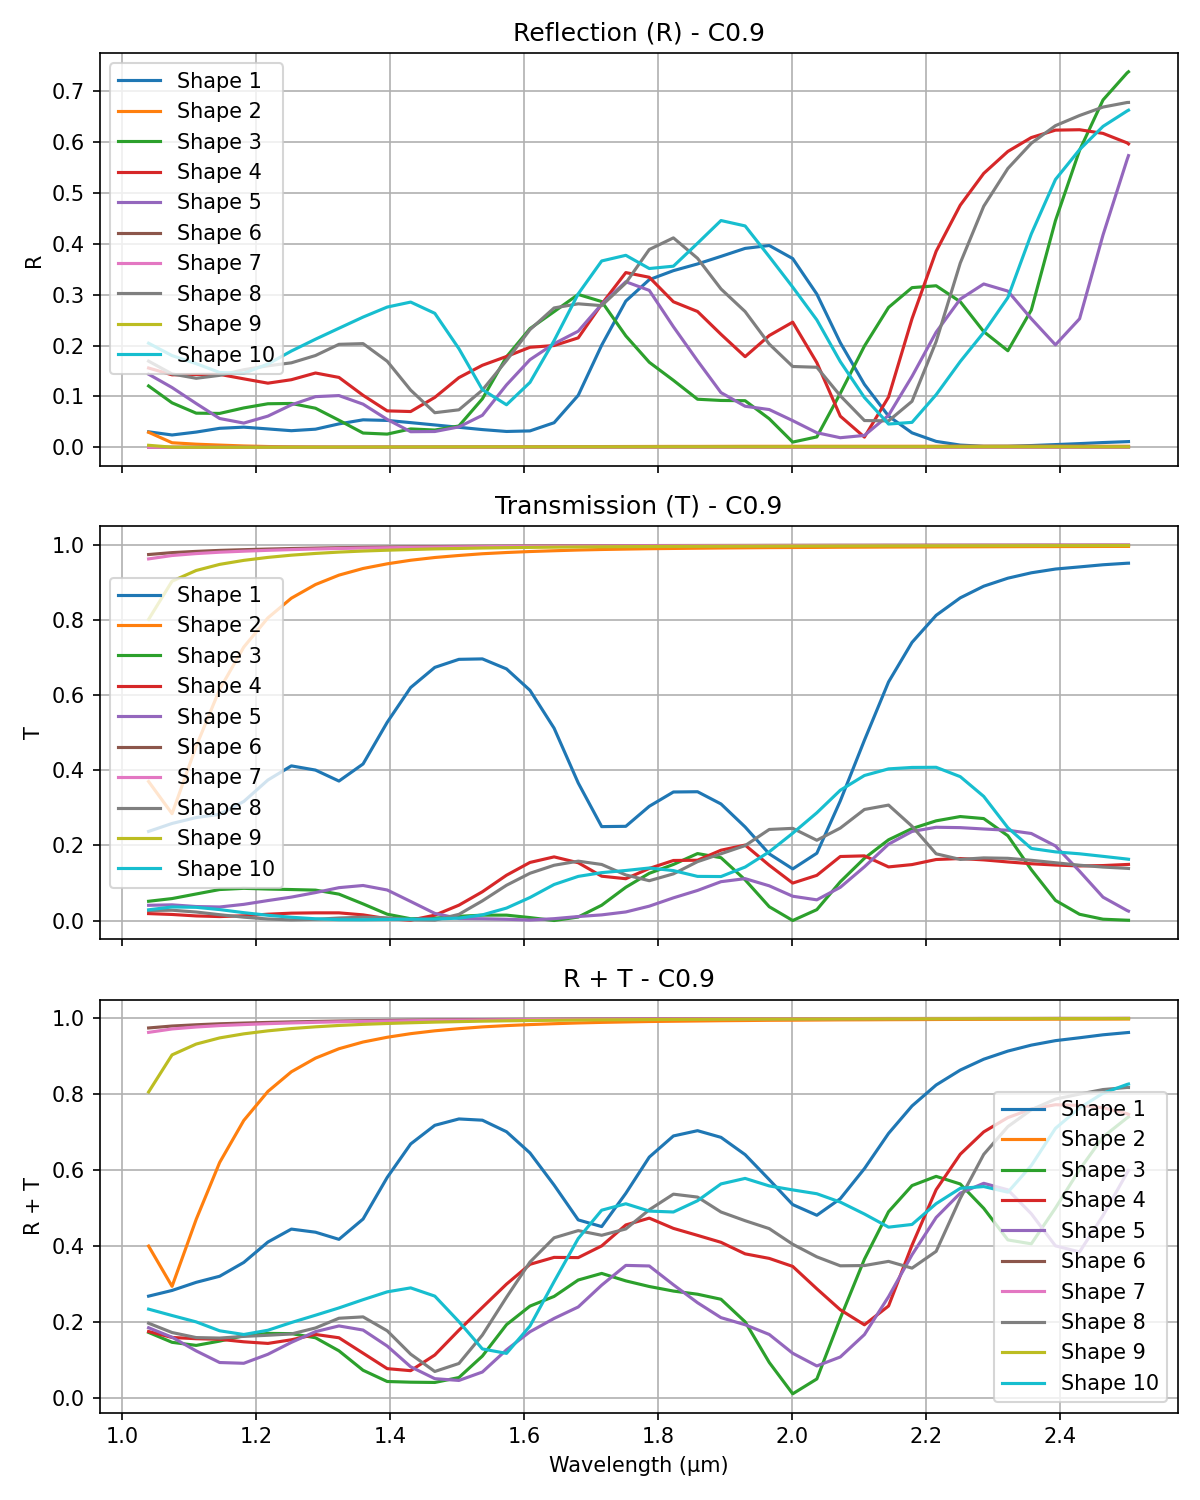 Reflection (R) - C0.9
0.7
0.6
0.5
0.4
0.3
0.2
0.1
0.0
R
Shape 1
Shape 2
Shape 3
Shape 4
Shape 5
Shape 6
Shape 7
Shape 8
Shape 9
Shape 10
Transmission (T) - C0.9
1.0
0.8
0.6
0.4
0.2
0.0
T
Shape 1
Shape 2
Shape 3
Shape 4
Shape 5
Shape 6
Shape 7
Shape 8
Shape 9
Shape 10
R + T - C0.9
1.0
0.8
0.6
0.4
0.2
0.0
R + T
Shape 1
Shape 2
Shape 3
Shape 4
Shape 5
Shape 6
Shape 7
Shape 8
Shape 9
Shape 10
1.0 1.2 1.4 1.6 1.8 2.0 2.2 2.4
Wavelength (μm)